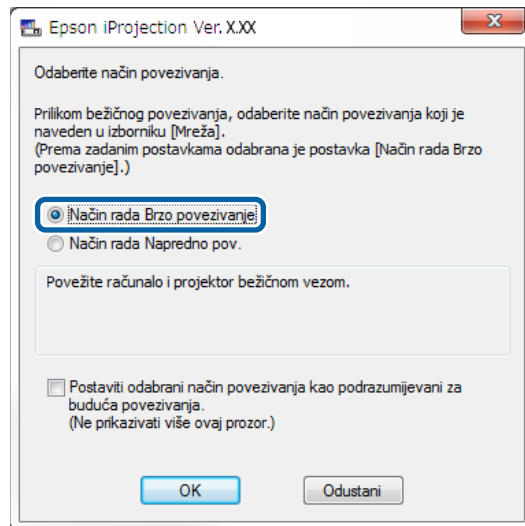 Epson iProjection Ver. X.XX
Odaberite način povezivanja.
Prilikom bežičnog povezivanja, odaberite način povezivanja koji je
naveden u izborniku [Mreža].
(Prema zadanim postavkama odabrana je postavka [Način rada Brzo
povezivanje].)
Način rada Brzo povezivanje
Način rada Napredno pov.
Povežite računalo i projektor bežičnom vezom.
Postaviti odabrani način povezivanja kao podrazumijevani za
buduća povezivanja.
(Ne prikazivati više ovaj prozor.)
OK
Odustani